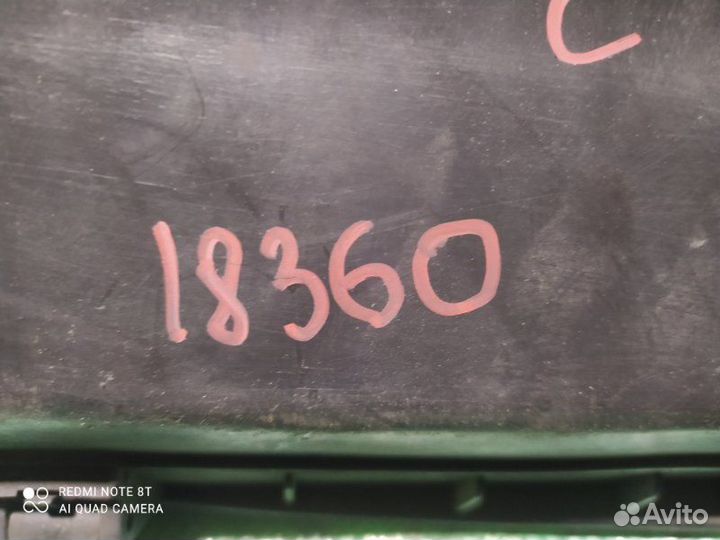 C
18360
REDMI NOTE 8T
AI QUAD CAMERA
Avito